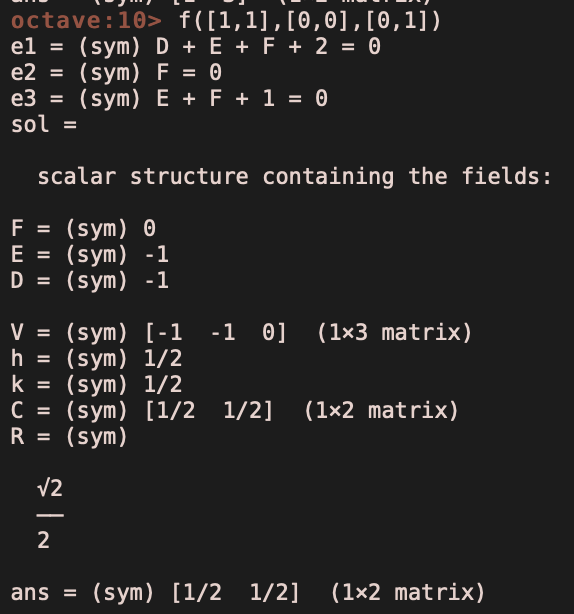 octave:10> f([1,1],[0,0],[0,1])
e1 = (sym) D + E + F + 2 = 0
e2 = (sym) F = 0
e3 = (sym) E + F + 1 = 0
sol =
scalar structure containing the fields:
F = (sym) 0
E = (sym) -1
D = (sym) -1
V = (sym) [-1  -1  0]  (1×3 matrix)
h = (sym) 1/2
k = (sym) 1/2
C = (sym) [1/2  1/2]  (1×2 matrix)
R = (sym)
√2
──
2
ans = (sym) [1/2  1/2]  (1×2 matrix)